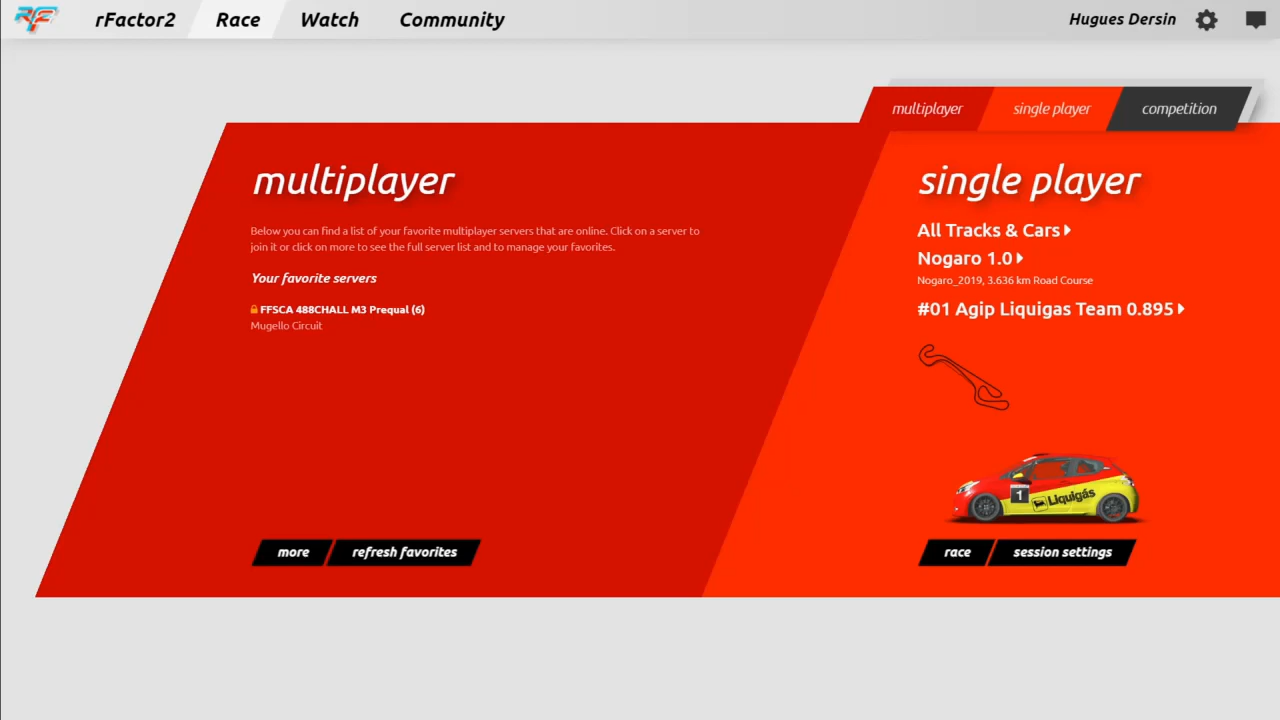 rFactor2 Race Watch Community Hugues Dersin
multiplayer single player competition
multiplayer
Below you can find a list of your favorite multiplayer servers that are online. Click on a server to
join it or click on more to see the full server list and to manage your favorites.
Your favorite servers
FFSCA 488CHALL M3 Prequal (6)
Mugello Circuit
more refresh favorites
single player
All Tracks & Cars
Nogaro 1.0
Nogaro_2019, 3.636 km Road Course
#01 Agip Liquigas Team 0.895
1 Liquigás
race session settings